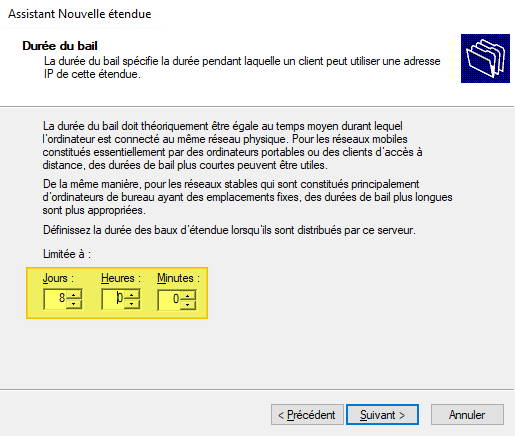 Assistant Nouvelle étendue
Durée du bail
La durée du bail spécifie la durée pendant laquelle un client peut utiliser une adresse
IP de cette étendue.
La durée du bail doit théoriquement être égale au temps moyen durant lequel
l'ordinateur est connecté au même réseau physique. Pour les réseaux mobiles
constitués essentiellement par des ordinateurs portables ou des clients d'accès à
distance, des durées de bail plus courtes peuvent être utiles.
De la même manière, pour les réseaux stables qui sont constitués principalement
d'ordinateurs de bureau ayant des emplacements fixes, des durées de bail plus longues
sont plus appropriées.
Définissez la durée des baux d'étendue lorsqu'ils sont distribués par ce serveur.
Limitée à :
Jours : Heures : Minutes :
8 0 0
< Précédent Suivant > Annuler